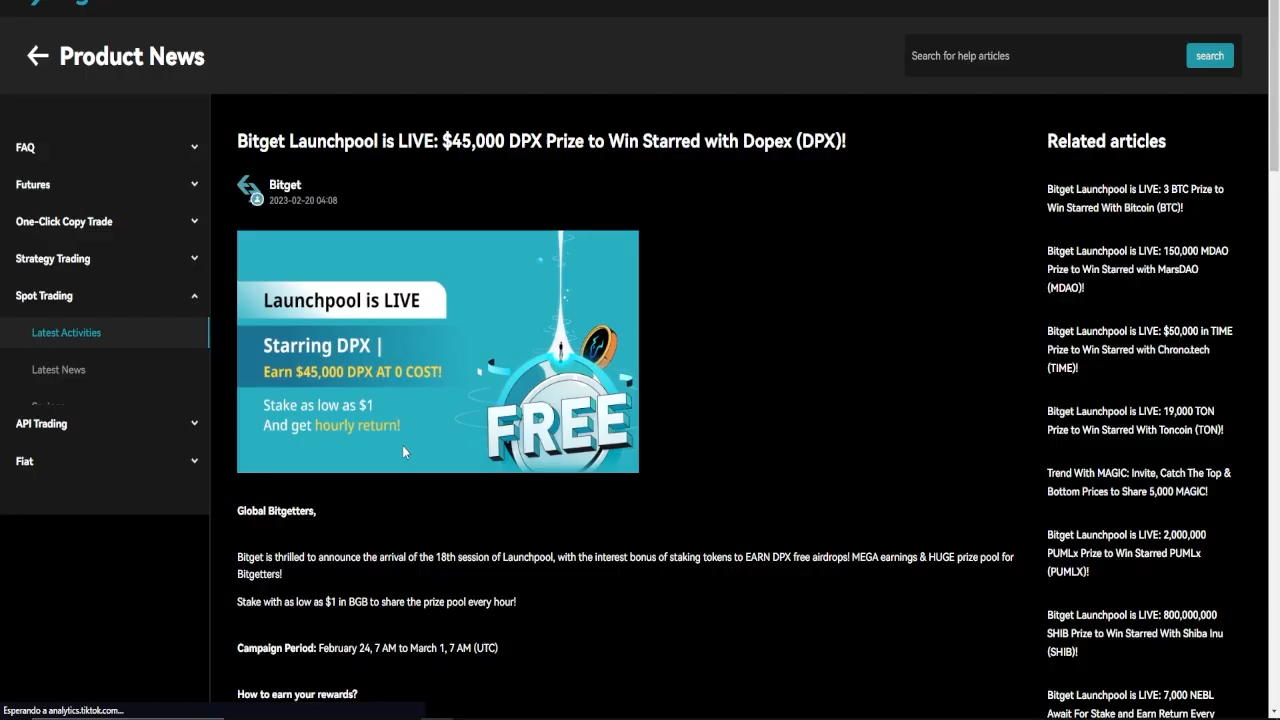 Product News
Search for help articles
search
FAQ
Futures
One-Click Copy Trade
Strategy Trading
Spot Trading
Latest Activities
Latest News
API Trading
Fiat
Bitget Launchpool is LIVE: $45,000 DPX Prize to Win Starred with Dopex (DPX)!
Bitget
2023-02-20 04:08
Launchpool is LIVE
Starring DPX |
Earn $45,000 DPX AT 0 COST!
Stake as low as $1
And get hourly return!
FREE
Global Bitgetters,
Bitget is thrilled to announce the arrival of the 18th session of Launchpool, with the interest bonus of staking tokens to EARN DPX free airdrops! MEGA earnings & HUGE prize pool for
Bitgetters!
Stake with as low as $1 in BGB to share the prize pool every hour!
Campaign Period: February 24, 7 AM to March 1, 7 AM (UTC)
How to earn your rewards?
Related articles
Bitget Launchpool is LIVE: 3 BTC Prize to
Win Starred With Bitcoin (BTC)!
Bitget Launchpool is LIVE: 150,000 MDAO
Prize to Win Starred with MarsDAO
(MDAO)!
Bitget Launchpool is LIVE: $50,000 in TIME
Prize to Win Starred with Chrono.tech
(TIME)!
Bitget Launchpool is LIVE: 19,000 TON
Prize to Win Starred With Toncoin (TON)!
Trend With MAGIC: Invite, Catch The Top &
Bottom Prices to Share 5,000 MAGIC!
Bitget Launchpool is LIVE: 2,000,000
PUMLx Prize to Win Starred PUMLx
(PUMLX)!
Bitget Launchpool is LIVE: 800,000,000
SHIB Prize to Win Starred With Shiba Inu
(SHIB)!
Bitget Launchpool is LIVE: 7,000 NEBL
Await For Stake and Earn Return Every
Esperando a analytics.tiktok.com...